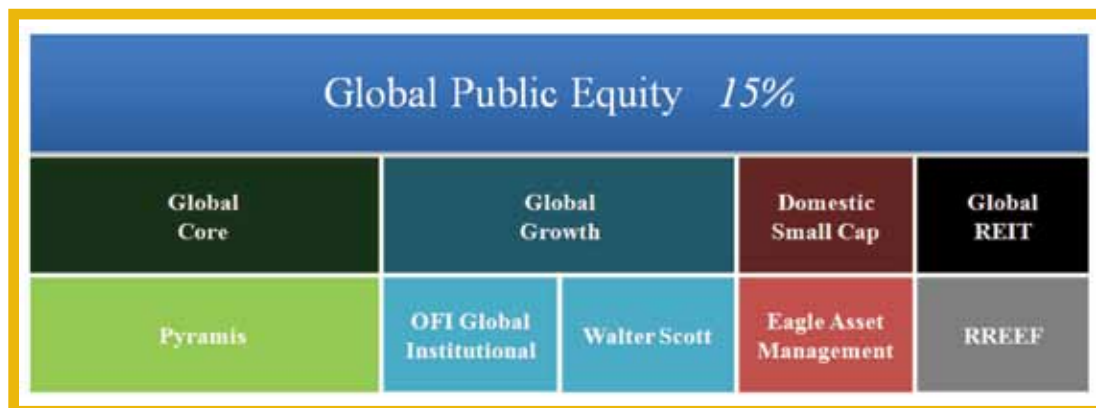 Global Public Equity 15%
Global
Core
Global
Growth
Domestic
Small Cap
Global
REIT
Pyramis
OFI Global
Institutional
Walter Scott
Eagle Asset
Management
RREEF